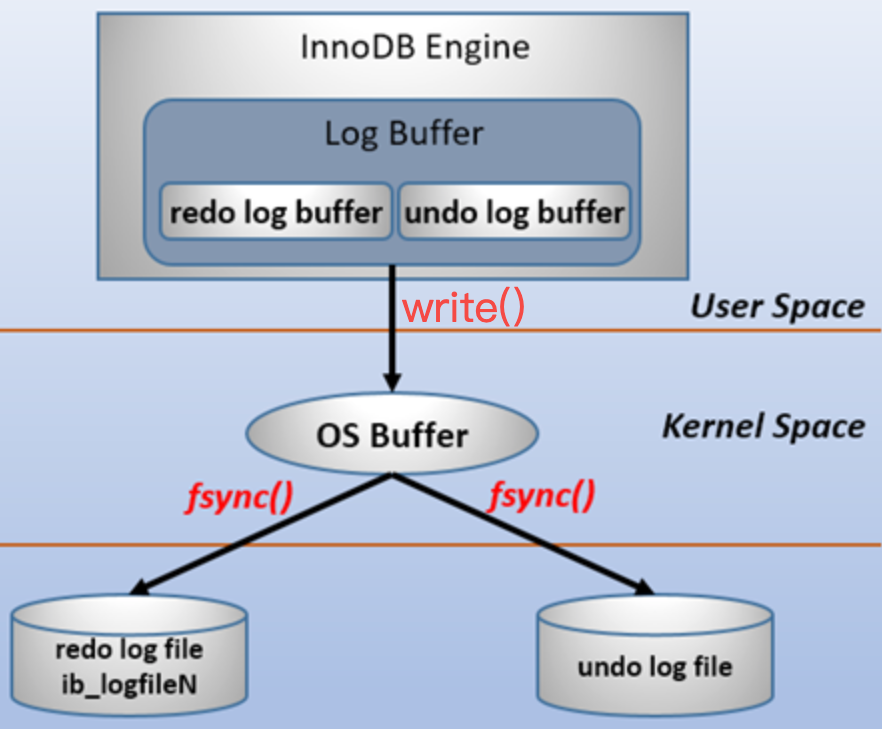 InnoDB Engine
Log Buffer
redo log buffer
undo log buffer
write()
User Space
Kernel Space
OS Buffer
fsync()
fsync()
redo log file
ib_logfileN
undo log file